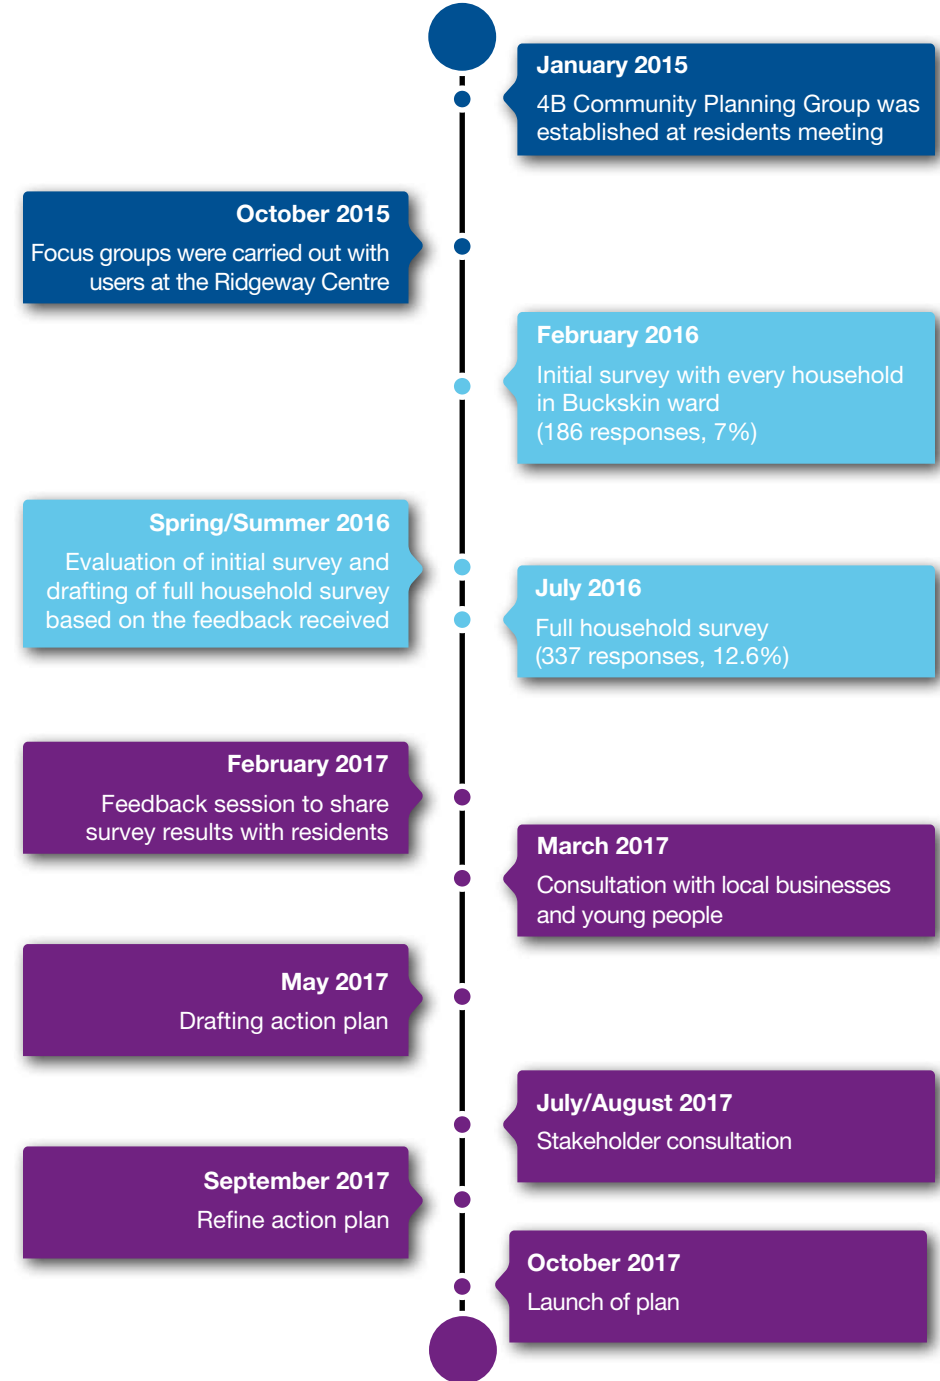 January 2015
4B Community Planning Group was
established at residents meeting
October 2015
Focus groups were carried out with
users at the Ridgeway Centre
February 2016
Initial survey with every household
in Buckskin ward
(186 responses, 7%)
Spring/Summer 2016
Evaluation of initial survey and
drafting of full household survey
based on the feedback received
July 2016
Full household survey
(337 responses, 12.6%)
February 2017
Feedback session to share
survey results with residents
March 2017
Consultation with local businesses
and young people
May 2017
Drafting action plan
July/August 2017
Stakeholder consultation
September 2017
Refine action plan
October 2017
Launch of plan